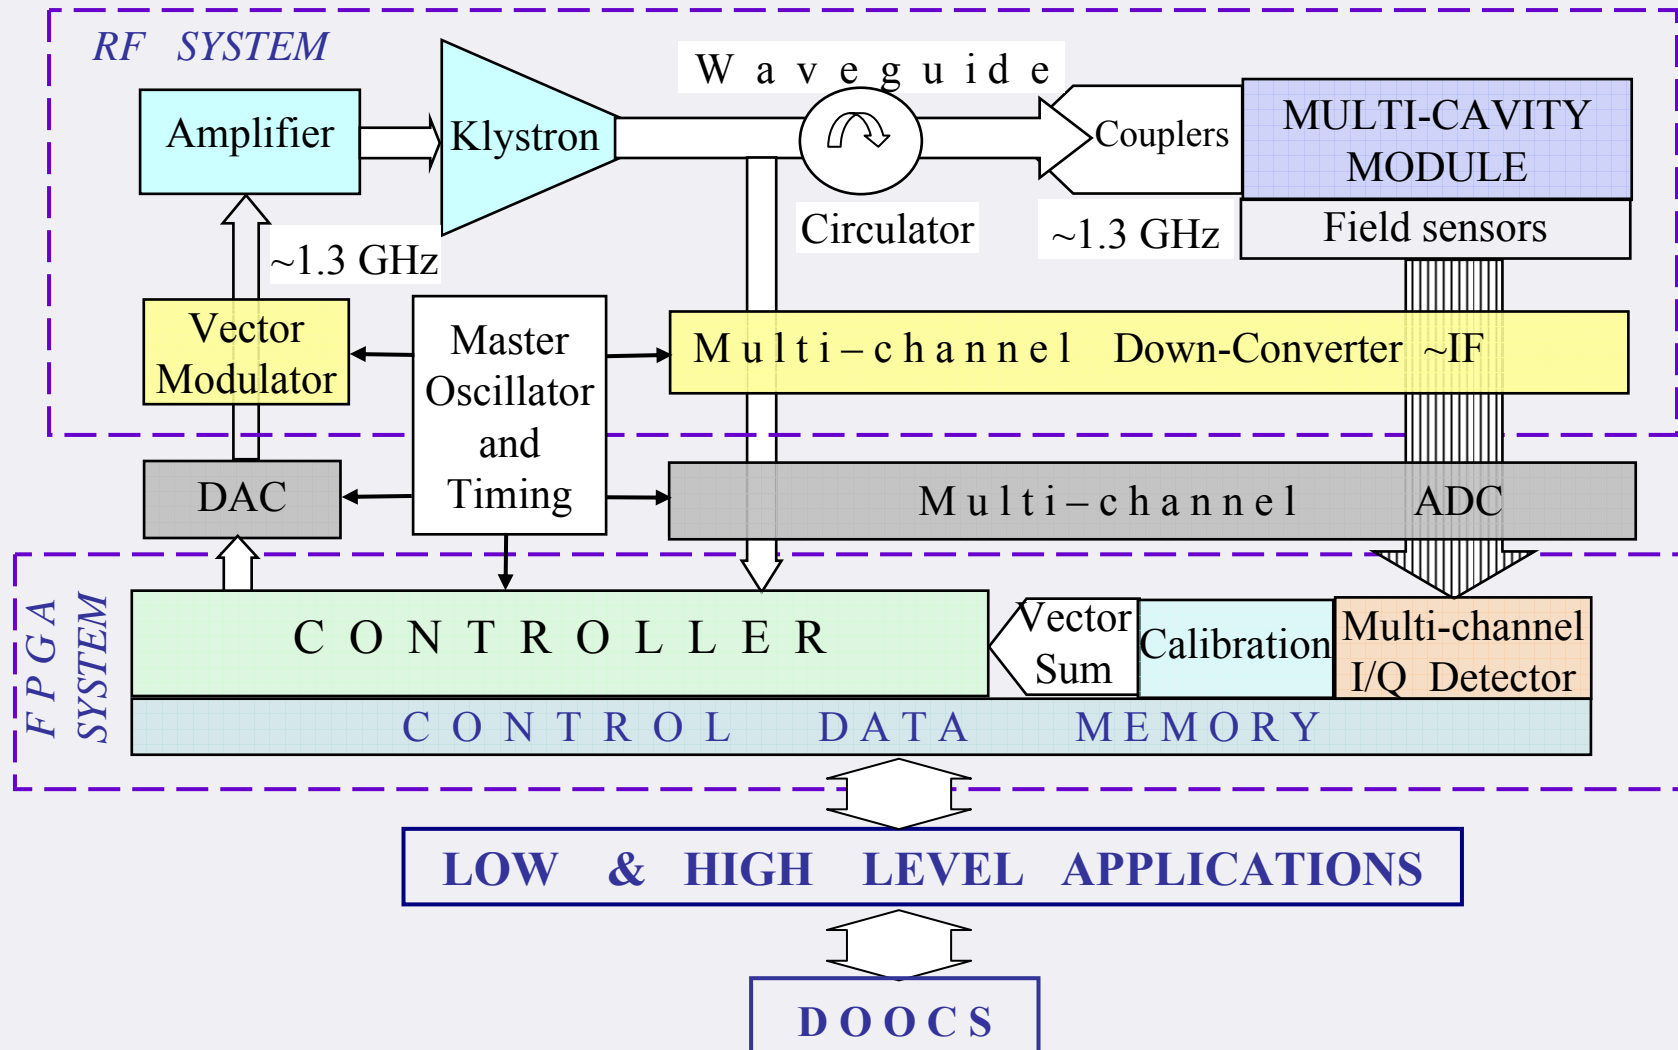 RF SYSTEM
Waveguide
Amplifier
Klystron
Couplers
MULTI-CAVITY
MODULE
Circulator
~1.3 GHz
Field sensors
~1.3 GHz
Vector
Modulator
Master
Oscillator
and
Timing
Multi–channel Down-Converter ~IF
DAC
Multi–channel ADC
FPGA
SYSTEM
CONTROLLER
Vector
Sum
Calibration
Multi-channel
I/Q Detector
CONTROL DATA MEMORY
LOW & HIGH LEVEL APPLICATIONS
DOOCS